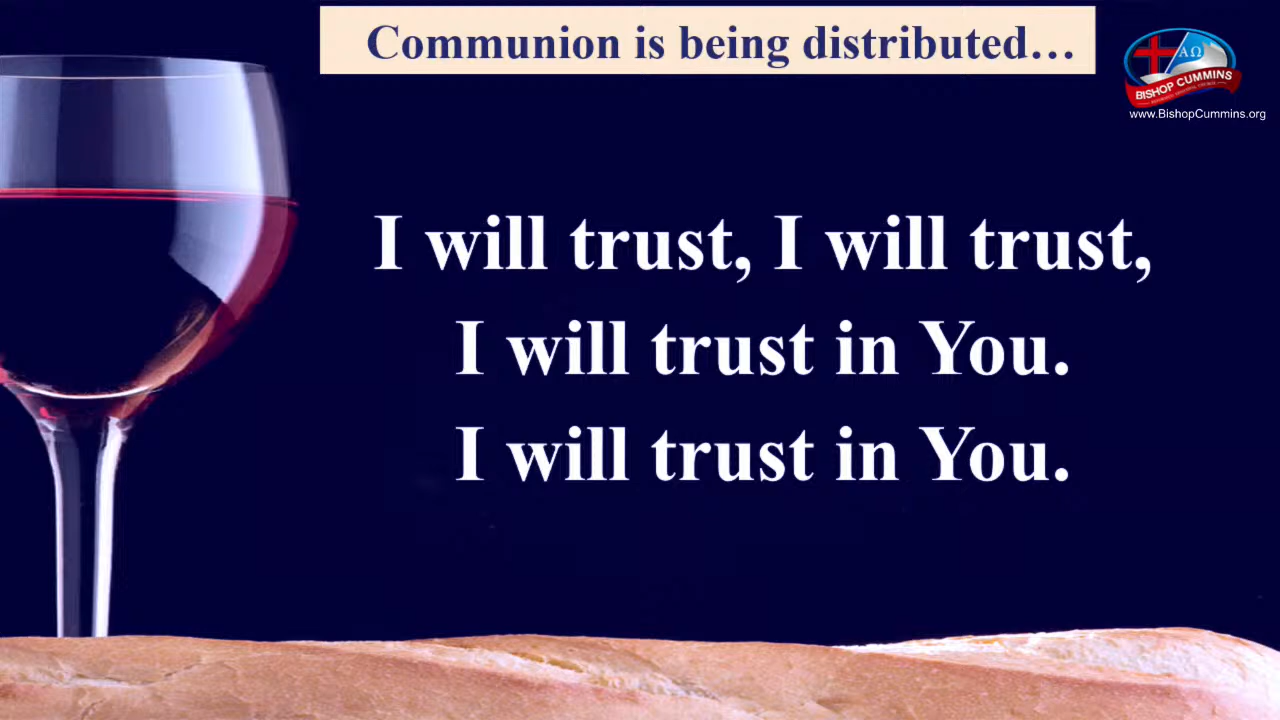 Communion is being distributed…
ΑΩ
BISHOP CUMMINS
www.BishopCummins.org
I will trust, I will trust,
I will trust in You.
I will trust in You.